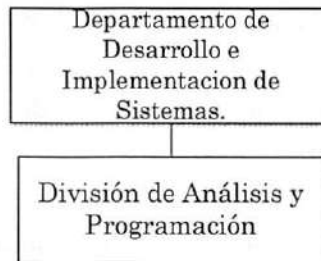 Departamento de
Desarrollo e
Implementacion de
Sistemas.
División de Análisis y
Programación